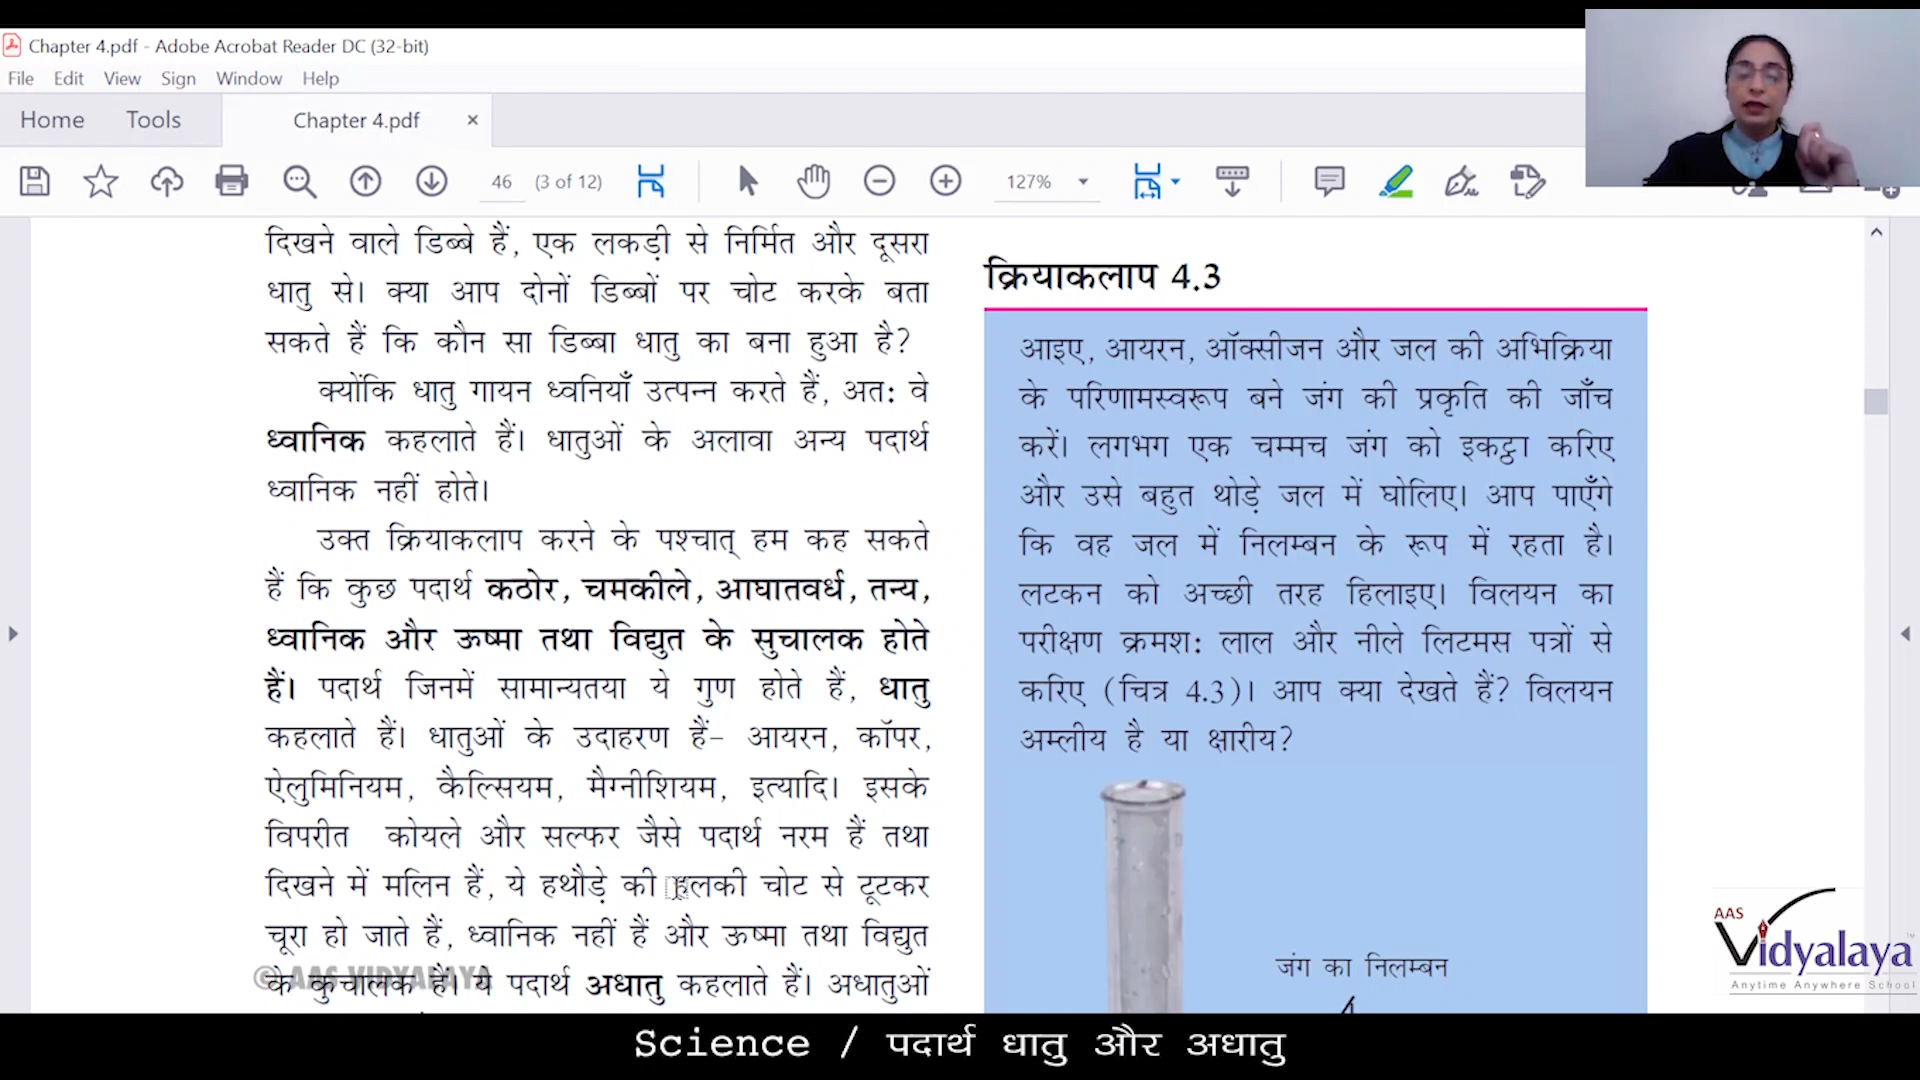 Chapter 4.pdf - Adobe Acrobat Reader DC (32-bit)
File Edit View Sign Window Help
Home Tools Chapter 4.pdf ×
46 (3 of 12) 127%
दिखने वाले डिब्बे हैं, एक लकड़ी से निर्मित और दूसरा
धातु से। क्या आप दोनों डिब्बों पर चोट करके बता
सकते हैं कि कौन सा डिब्बा धातु का बना हुआ है?
क्योंकि धातु गायन ध्वनियाँ उत्पन्न करते हैं, अतः वे
ध्वानिक कहलाते हैं। धातुओं के अलावा अन्य पदार्थ
ध्वानिक नहीं होते।
उक्त क्रियाकलाप करने के पश्चात् हम कह सकते
हैं कि कुछ पदार्थ कठोर, चमकीले, आघातवर्ध, तन्य,
ध्वानिक और ऊष्मा तथा विद्युत के सुचालक होते
हैं। पदार्थ जिनमें सामान्यतया ये गुण होते हैं, धातु
कहलाते हैं। धातुओं के उदाहरण हैं– आयरन, कॉपर,
ऐलुमिनियम, कैल्सियम, मैग्नीशियम, इत्यादि। इसके
विपरीत कोयले और सल्फर जैसे पदार्थ नरम हैं तथा
दिखने में मलिन हैं, ये हथौड़े की हलकी चोट से टूटकर
चूरा हो जाते हैं, ध्वानिक नहीं हैं और ऊष्मा तथा विद्युत
के कुचालक हैं। ये पदार्थ अधातु कहलाते हैं। अधातुओं
© AAS VIDYALAYA
क्रियाकलाप 4.3
आइए, आयरन, ऑक्सीजन और जल की अभिक्रिया
के परिणामस्वरूप बने जंग की प्रकृति की जाँच
करें। लगभग एक चम्मच जंग को इकट्ठा करिए
और उसे बहुत थोड़े जल में घोलिए। आप पाएँगे
कि वह जल में निलम्बन के रूप में रहता है।
लटकन को अच्छी तरह हिलाइए। विलयन का
परीक्षण क्रमशः लाल और नीले लिटमस पत्रों से
करिए (चित्र 4.3)। आप क्या देखते हैं? विलयन
अम्लीय है या क्षारीय?
जंग का निलम्बन
AAS
Vidyalaya
Anytime Anywhere School
Science / पदार्थ धातु और अधातु